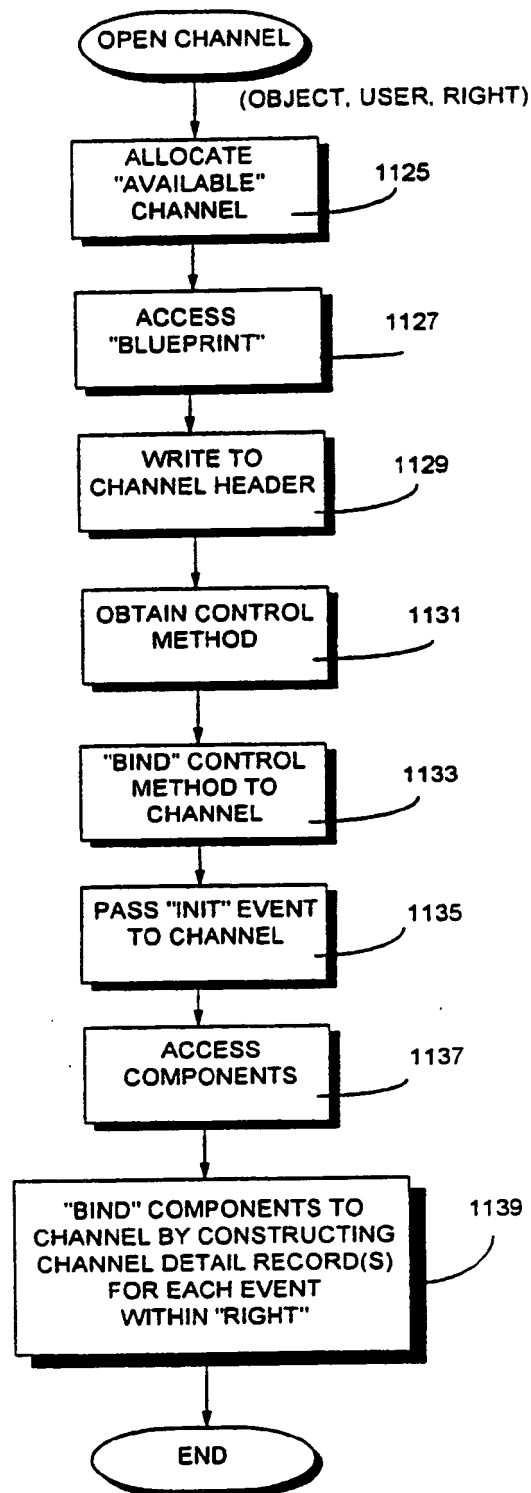 OPEN CHANNEL
(OBJECT, USER, RIGHT)
ALLOCATE
"AVAILABLE"
CHANNEL
1125
ACCESS
"BLUEPRINT"
1127
WRITE TO
CHANNEL HEADER
1129
OBTAIN CONTROL
METHOD
1131
"BIND" CONTROL
METHOD TO
CHANNEL
1133
PASS "INIT" EVENT
TO CHANNEL
1135
ACCESS
COMPONENTS
1137
"BIND" COMPONENTS TO
CHANNEL BY CONSTRUCTING
CHANNEL DETAIL RECORD(S)
FOR EACH EVENT
WITHIN "RIGHT"
1139
END